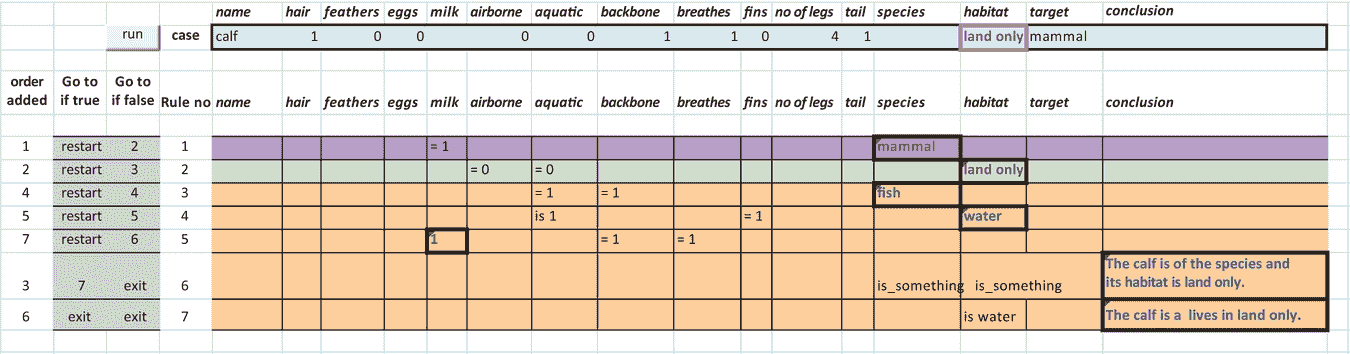 name hair feathers eggs milk airborne aquatic backbone breathes fins no of legs tail species habitat target conclusion
run case calf 1 0 0 0 0 1 1 0 4 1 land only mammal
order added Go to if true Go to if false Rule no name hair feathers eggs milk airborne aquatic backbone breathes fins no of legs tail species habitat target conclusion
1 restart 2 1 = 1 mammal
2 restart 3 2 = 0 = 0 land only
4 restart 4 3 = 1 = 1 fish
5 restart 5 4 is 1 = 1 water
7 restart 6 5 1 = 1 = 1
3 7 exit 6 is_something is_something The calf is of the species and
its habitat is land only.
6 exit exit 7 is water The calf is a lives in land only.